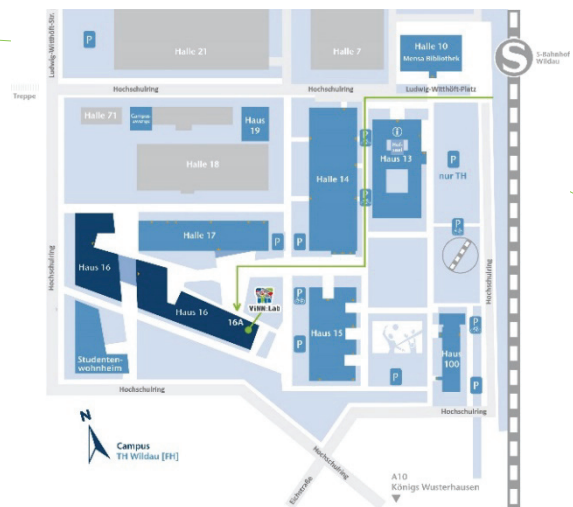 Ludwig-Witthöft-Str.
P
Halle 21
Halle 7
Halle 10
Mensa Bibliothek
S
S-Bahnhof
Wildau
Treppe
Hochschulring
Hochschulring
Ludwig-Witthöft-Platz
Halle 71
Haus
19
Halle 18
Halle 14
P
P
i
Haus 13
P
nur TH
P
Hochschulring
Halle 17
P
P
Hochschulring
Haus 16
Haus 16
16A
ViNN:Lab
P
Haus 15
P
P
P
P
Haus
100
Studenten-
wohnheim
Hochschulring
Hochschulring
Hochschulring
Eichstraße
N
Campus
TH Wildau [FH]
A10
Königs Wusterhausen